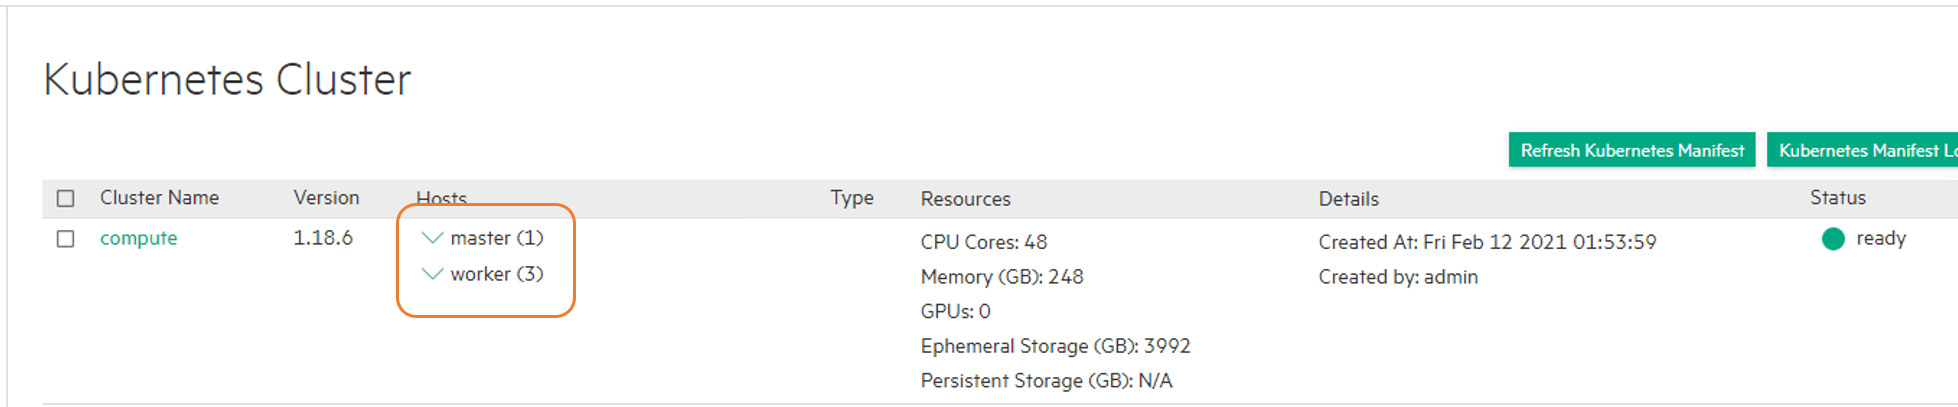 Kubernetes Cluster
Refresh Kubernetes Manifest Kubernetes Manifest
Cluster Name Version Hosts Type Resources Details Status
compute 1.18.6 master (1) CPU Cores: 48 Created At: Fri Feb 12 2021 01:53:59 ready
worker (3) Memory (GB): 248 Created by: admin
GPUs: 0
Ephemeral Storage (GB): 3992
Persistent Storage (GB): N/A